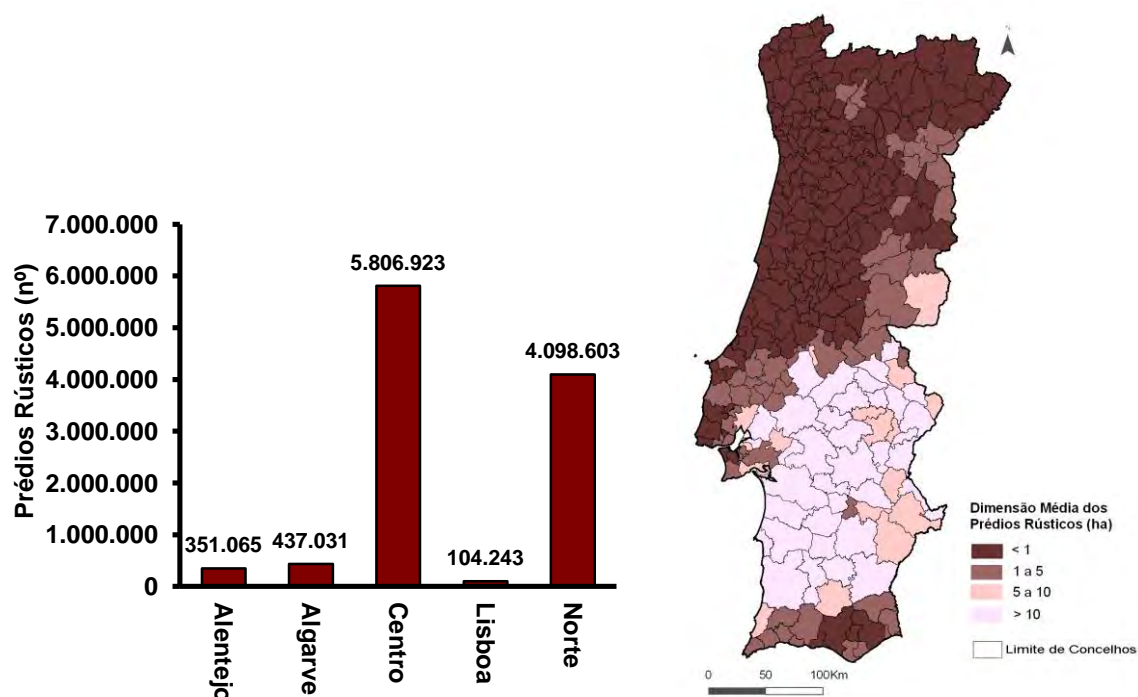 Prédios Rústicos (nº)
7.000.000
6.000.000
5.000.000
4.000.000
3.000.000
2.000.000
1.000.000
0
351.065
437.031
5.806.923
104.243
4.098.603
Alentejo
Algarve
Centro
Lisboa
Norte
Dimensão Média dos
Prédios Rústicos (ha)
< 1
1 a 5
5 a 10
> 10
Limite de Concelhos
0 50 100Km